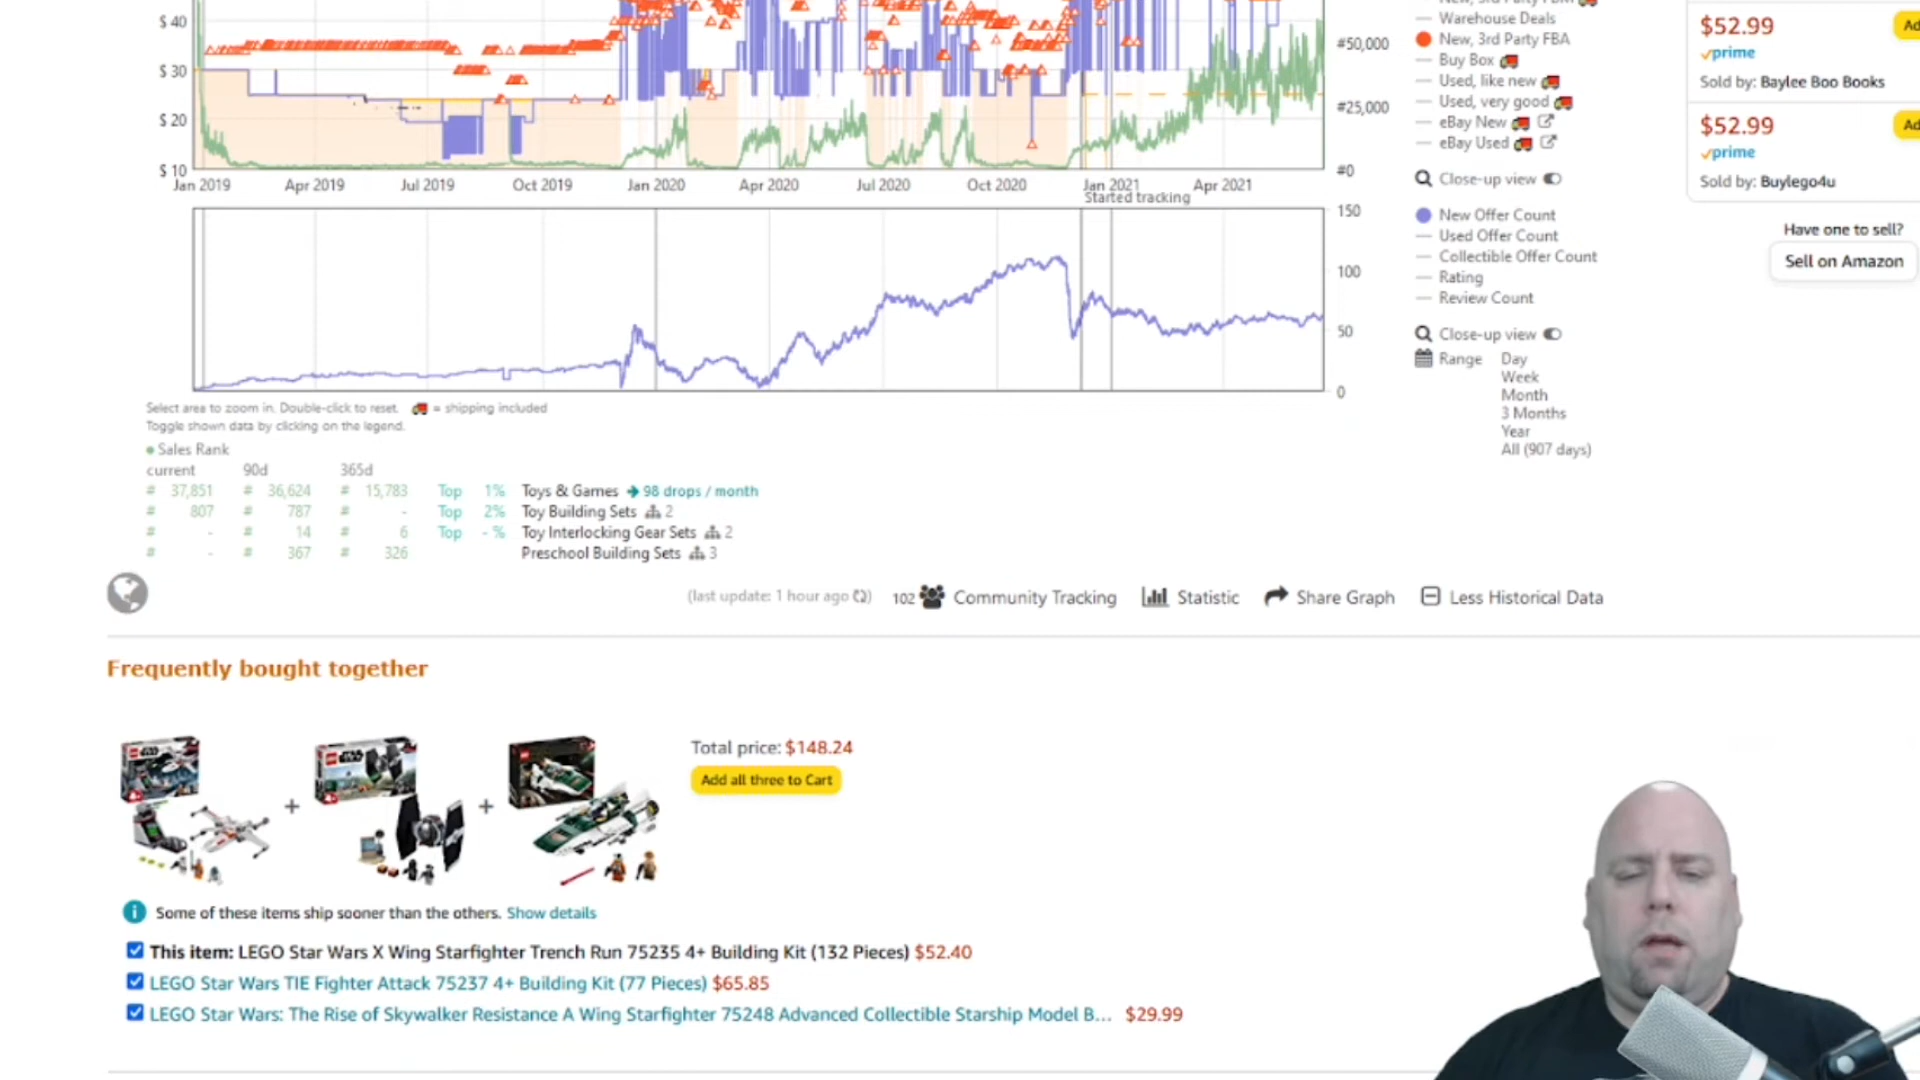 $ 40
$ 30
$ 20
$ 10
#50,000
#25,000
#0
Jan 2019
Apr 2019
Jul 2019
Oct 2019
Jan 2020
Apr 2020
Jul 2020
Oct 2020
Jan 2021
Apr 2021
Started tracking
150
100
50
0
Warehouse Deals
New, 3rd Party FBA
Buy Box
Used, like new
Used, very good
eBay New
eBay Used
Close-up view
New Offer Count
Used Offer Count
Collectible Offer Count
Rating
Review Count
Close-up view
Range
Day
Week
Month
3 Months
Year
All (907 days)
$52.99
prime
Sold by: Baylee Boo Books
$52.99
prime
Sold by: Buylego4u
Have one to sell?
Sell on Amazon
Select area to zoom in. Double-click to reset. = shipping included
Toggle shown data by clicking on the legend.
Sales Rank
current 90d 365d
# 37,851 # 36,624 # 15,783 Top 1% Toys & Games 98 drops / month
# 807 # 787 # - Top 2% Toy Building Sets 2
# - # 14 # 6 Top - % Toy Interlocking Gear Sets 2
# - # 367 # 326 Preschool Building Sets 3
(last update: 1 hour ago ) 102 Community Tracking Statistic Share Graph Less Historical Data
Frequently bought together
Total price: $148.24
Add all three to Cart
+ +
i Some of these items ship sooner than the others. Show details
This item: LEGO Star Wars X Wing Starfighter Trench Run 75235 4+ Building Kit (132 Pieces) $52.40
LEGO Star Wars TIE Fighter Attack 75237 4+ Building Kit (77 Pieces) $65.85
LEGO Star Wars: The Rise of Skywalker Resistance A Wing Starfighter 75248 Advanced Collectible Starship Model B... $29.99